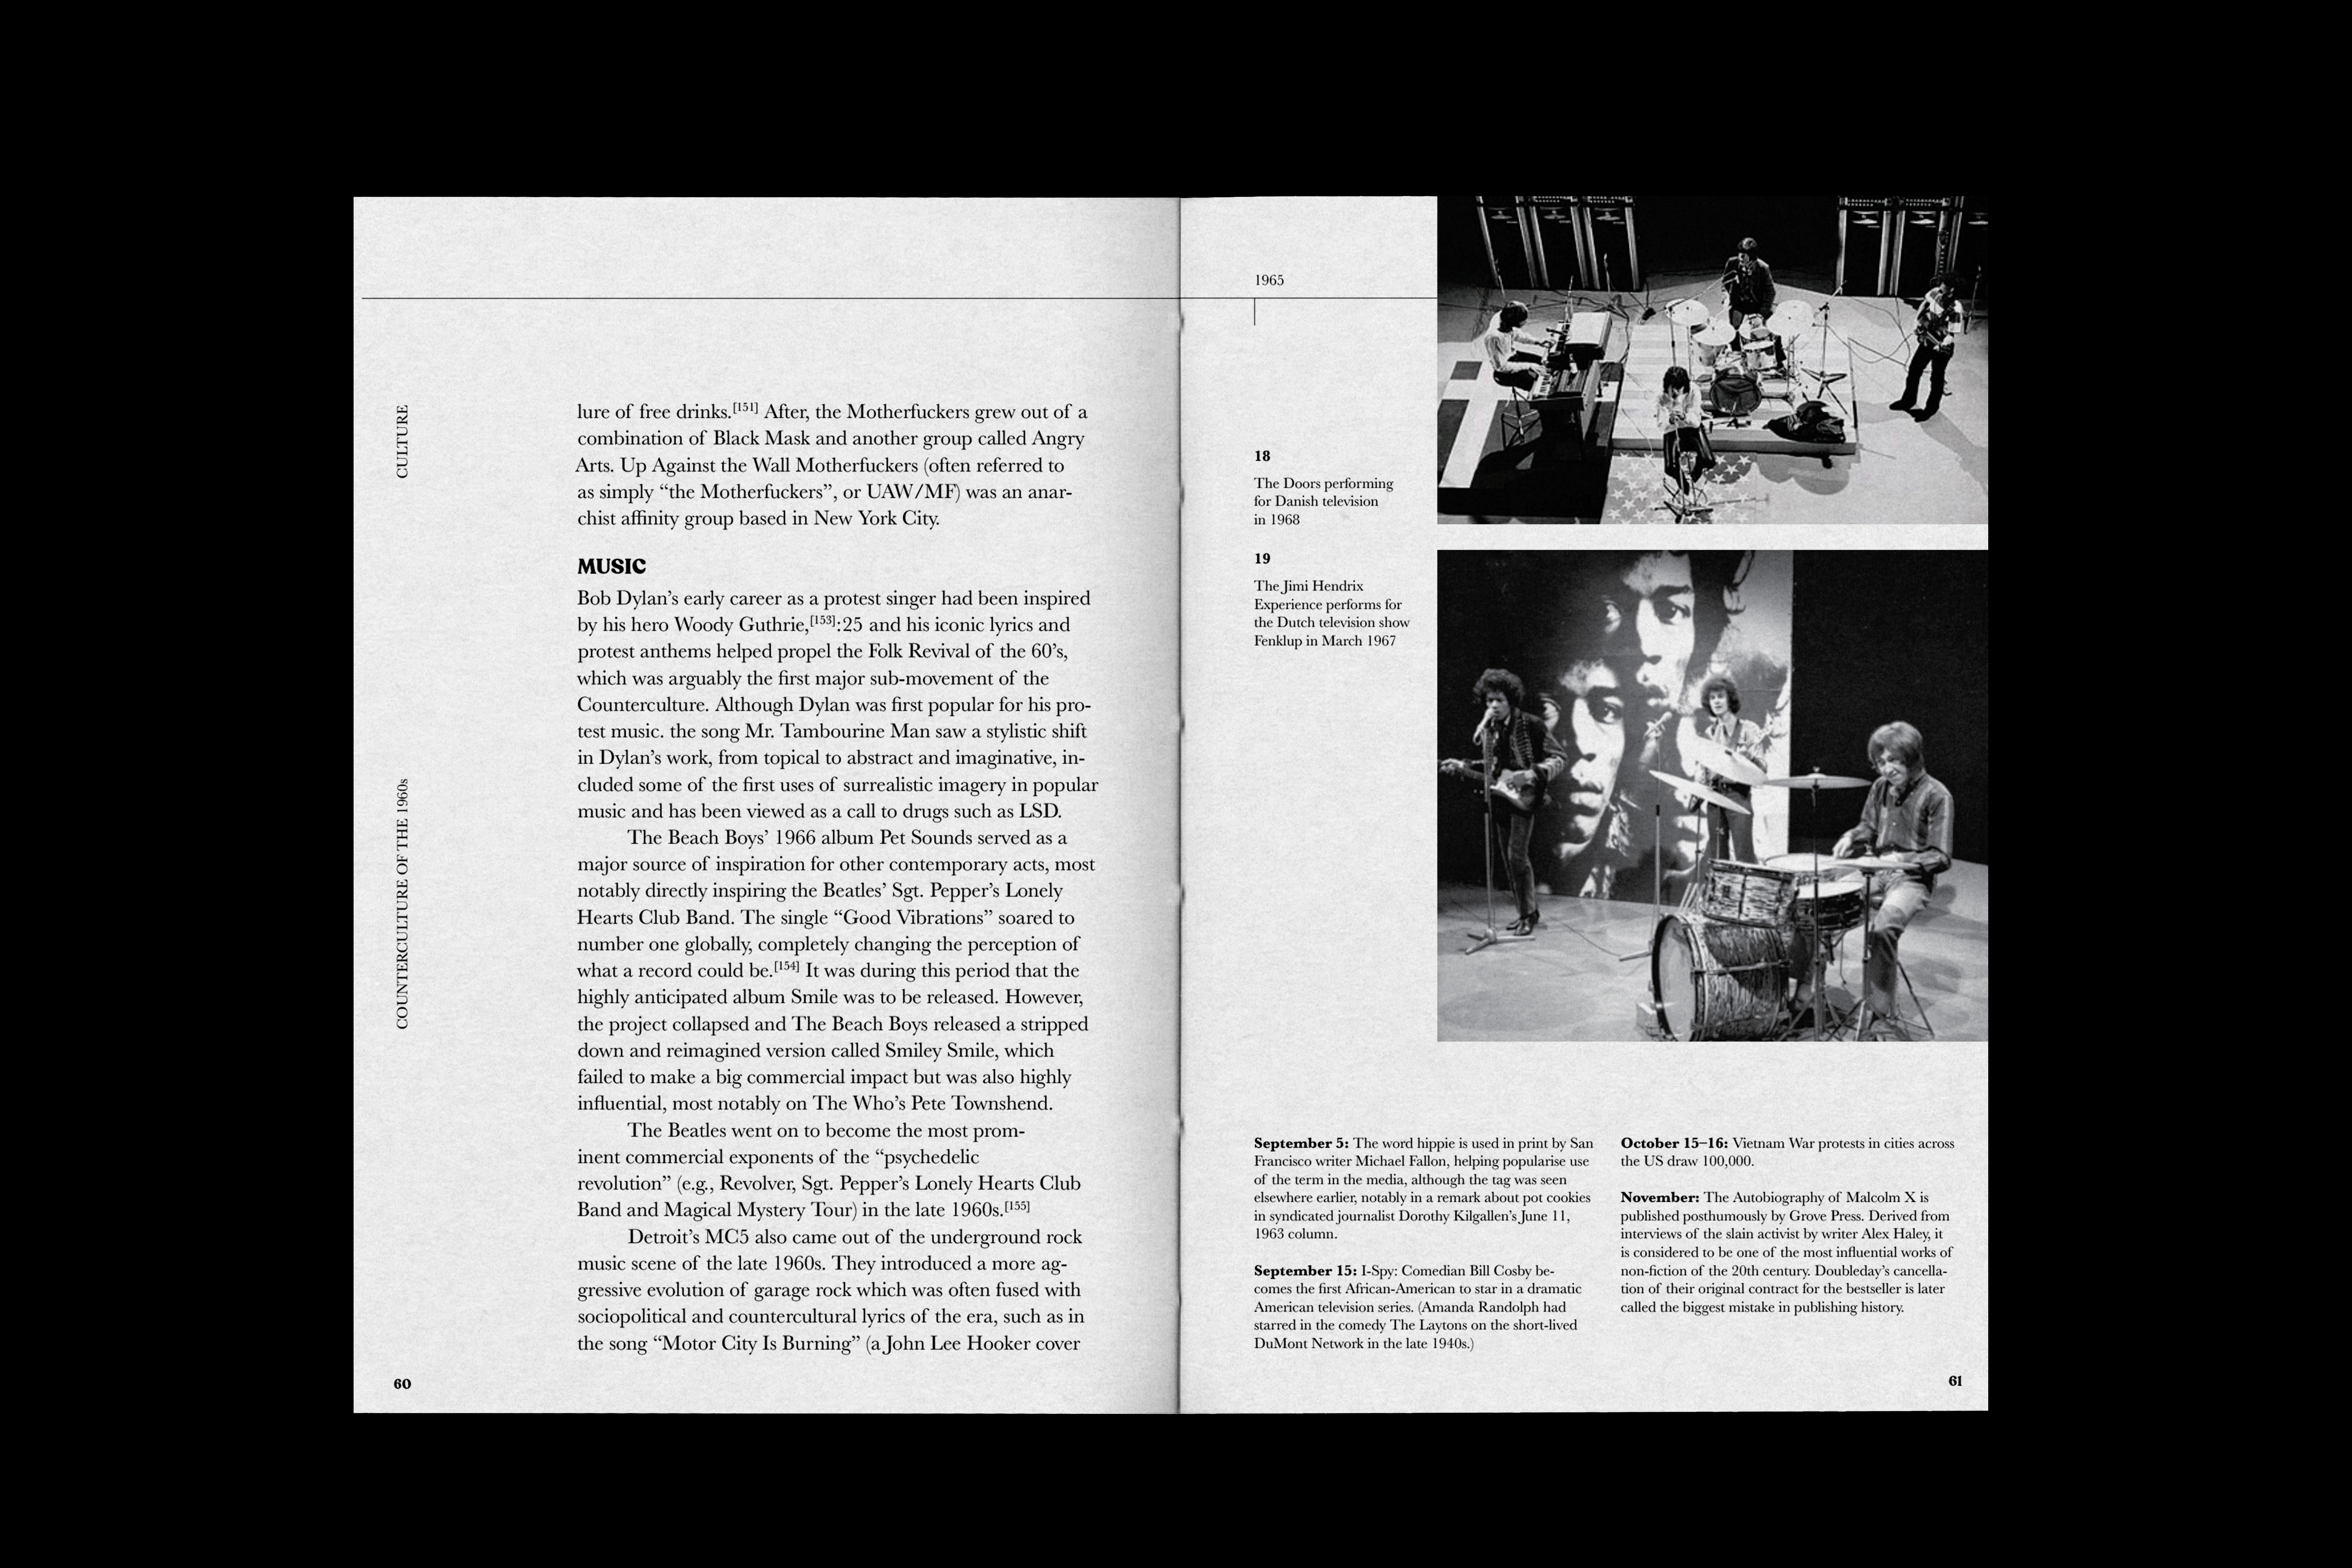 CULTURE
COUNTERCULTURE OF THE 1960s
lure of free drinks.[151] After, the Motherfuckers grew out of a
combination of Black Mask and another group called Angry
Arts. Up Against the Wall Motherfuckers (often referred to
as simply “the Motherfuckers”, or UAW/MF) was an anar-
chist affinity group based in New York City.
MUSIC
Bob Dylan’s early career as a protest singer had been inspired
by his hero Woody Guthrie,[153]:25 and his iconic lyrics and
protest anthems helped propel the Folk Revival of the 60’s,
which was arguably the first major sub-movement of the
Counterculture. Although Dylan was first popular for his pro-
test music. the song Mr. Tambourine Man saw a stylistic shift
in Dylan’s work, from topical to abstract and imaginative, in-
cluded some of the first uses of surrealistic imagery in popular
music and has been viewed as a call to drugs such as LSD.
The Beach Boys’ 1966 album Pet Sounds served as a
major source of inspiration for other contemporary acts, most
notably directly inspiring the Beatles’ Sgt. Pepper’s Lonely
Hearts Club Band. The single “Good Vibrations” soared to
number one globally, completely changing the perception of
what a record could be.[154] It was during this period that the
highly anticipated album Smile was to be released. However,
the project collapsed and The Beach Boys released a stripped
down and reimagined version called Smiley Smile, which
failed to make a big commercial impact but was also highly
influential, most notably on The Who’s Pete Townshend.
The Beatles went on to become the most prom-
inent commercial exponents of the “psychedelic
revolution” (e.g., Revolver, Sgt. Pepper’s Lonely Hearts Club
Band and Magical Mystery Tour) in the late 1960s.[155]
Detroit’s MC5 also came out of the underground rock
music scene of the late 1960s. They introduced a more ag-
gressive evolution of garage rock which was often fused with
sociopolitical and countercultural lyrics of the era, such as in
the song “Motor City Is Burning” (a John Lee Hooker cover
60
1965
18
The Doors performing
for Danish television
in 1968
19
The Jimi Hendrix
Experience performs for
the Dutch television show
Fenklup in March 1967
September 5: The word hippie is used in print by San
Francisco writer Michael Fallon, helping popularise use
of the term in the media, although the tag was seen
elsewhere earlier, notably in a remark about pot cookies
in syndicated journalist Dorothy Kilgallen’s June 11,
1963 column.
September 15: I-Spy: Comedian Bill Cosby be-
comes the first African-American to star in a dramatic
American television series. (Amanda Randolph had
starred in the comedy The Laytons on the short-lived
DuMont Network in the late 1940s.)
October 15–16: Vietnam War protests in cities across
the US draw 100,000.
November: The Autobiography of Malcolm X is
published posthumously by Grove Press. Derived from
interviews of the slain activist by writer Alex Haley, it
is considered to be one of the most influential works of
non-fiction of the 20th century. Doubleday’s cancella-
tion of their original contract for the bestseller is later
called the biggest mistake in publishing history.
61